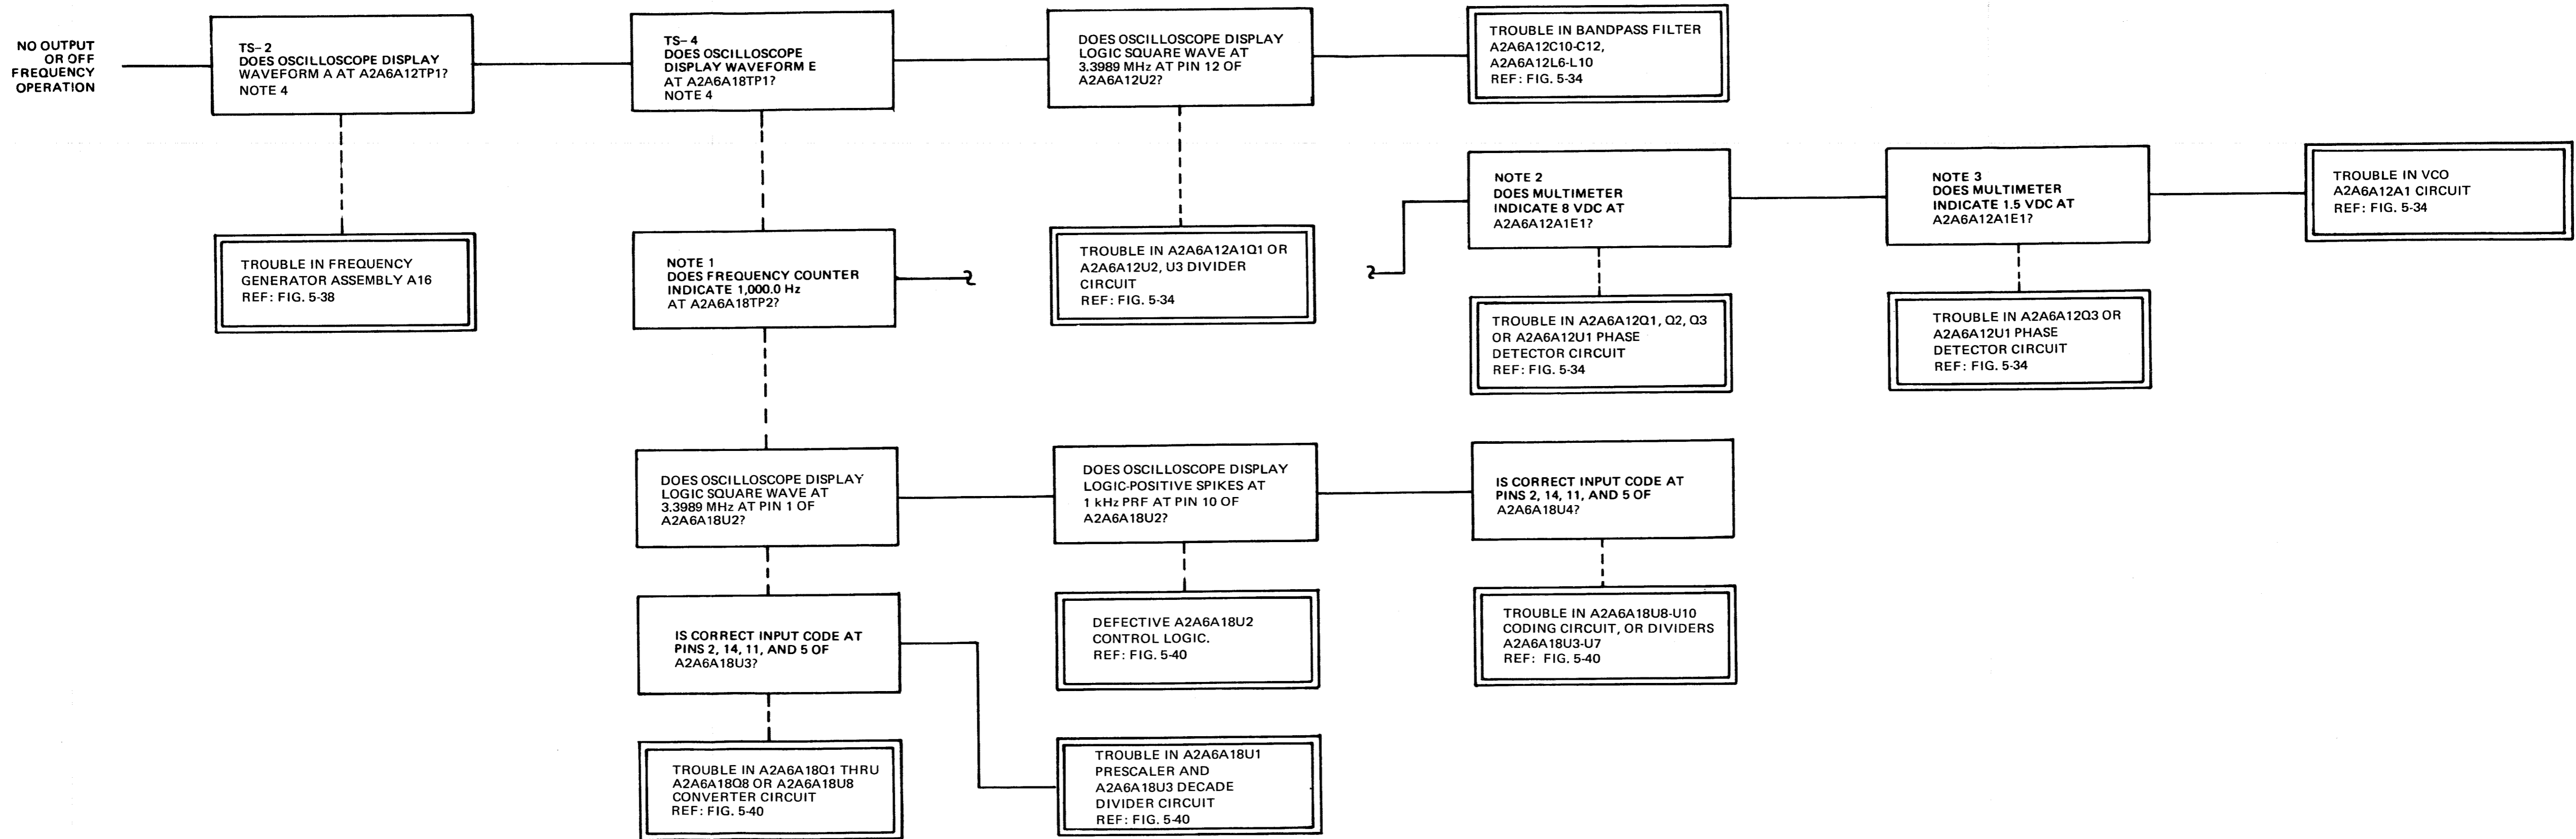 NO OUTPUT
OR OFF
FREQUENCY
OPERATION
TS-2
DOES OSCILLOSCOPE DISPLAY
WAVEFORM A AT A2A6A12TP1?
NOTE 4
TS-4
DOES OSCILLOSCOPE
DISPLAY WAVEFORM E
AT A2A6A18TP1?
NOTE 4
DOES OSCILLOSCOPE DISPLAY
LOGIC SQUARE WAVE AT
3.3989 MHz AT PIN 12 OF
A2A6A12U2?
TROUBLE IN BANDPASS FILTER
A2A6A12C10-C12,
A2A6A12L6-L10
REF: FIG. 5-34
NOTE 2
DOES MULTIMETER
INDICATE 8 VDC AT
A2A6A12A1E1?
NOTE 3
DOES MULTIMETER
INDICATE 1.5 VDC AT
A2A6A12A1E1?
TROUBLE IN VCO
A2A6A12A1 CIRCUIT
REF: FIG. 5-34
TROUBLE IN FREQUENCY
GENERATOR ASSEMBLY A16
REF: FIG. 5-38
NOTE 1
DOES FREQUENCY COUNTER
INDICATE 1,000.0 Hz
AT A2A6A18TP2?
TROUBLE IN A2A6A12A1Q1 OR
A2A6A12U2, U3 DIVIDER
CIRCUIT
REF: FIG. 5-34
TROUBLE IN A2A6A12Q1, Q2, Q3
OR A2A6A12U1 PHASE
DETECTOR CIRCUIT
REF: FIG. 5-34
TROUBLE IN A2A6A12Q3 OR
A2A6A12U1 PHASE
DETECTOR CIRCUIT
REF: FIG. 5-34
DOES OSCILLOSCOPE DISPLAY
LOGIC SQUARE WAVE AT
3.3989 MHz AT PIN 1 OF
A2A6A18U2?
DOES OSCILLOSCOPE DISPLAY
LOGIC-POSITIVE SPIKES AT
1 kHz PRF AT PIN 10 OF
A2A6A18U2?
IS CORRECT INPUT CODE AT
PINS 2, 14, 11, AND 5 OF
A2A6A18U4?
IS CORRECT INPUT CODE AT
PINS 2, 14, 11, AND 5 OF
A2A6A18U3?
DEFECTIVE A2A6A18U2
CONTROL LOGIC.
REF: FIG. 5-40
TROUBLE IN A2A6A18U8-U10
CODING CIRCUIT, OR DIVIDERS
A2A6A18U3-U7
REF: FIG. 5-40
TROUBLE IN A2A6A18Q1 THRU
A2A6A18Q8 OR A2A6A18U8
CONVERTER CIRCUIT
REF: FIG. 5-40
TROUBLE IN A2A6A18U1
PRESCALER AND
A2A6A18U3 DECADE
DIVIDER CIRCUIT
REF: FIG. 5-40